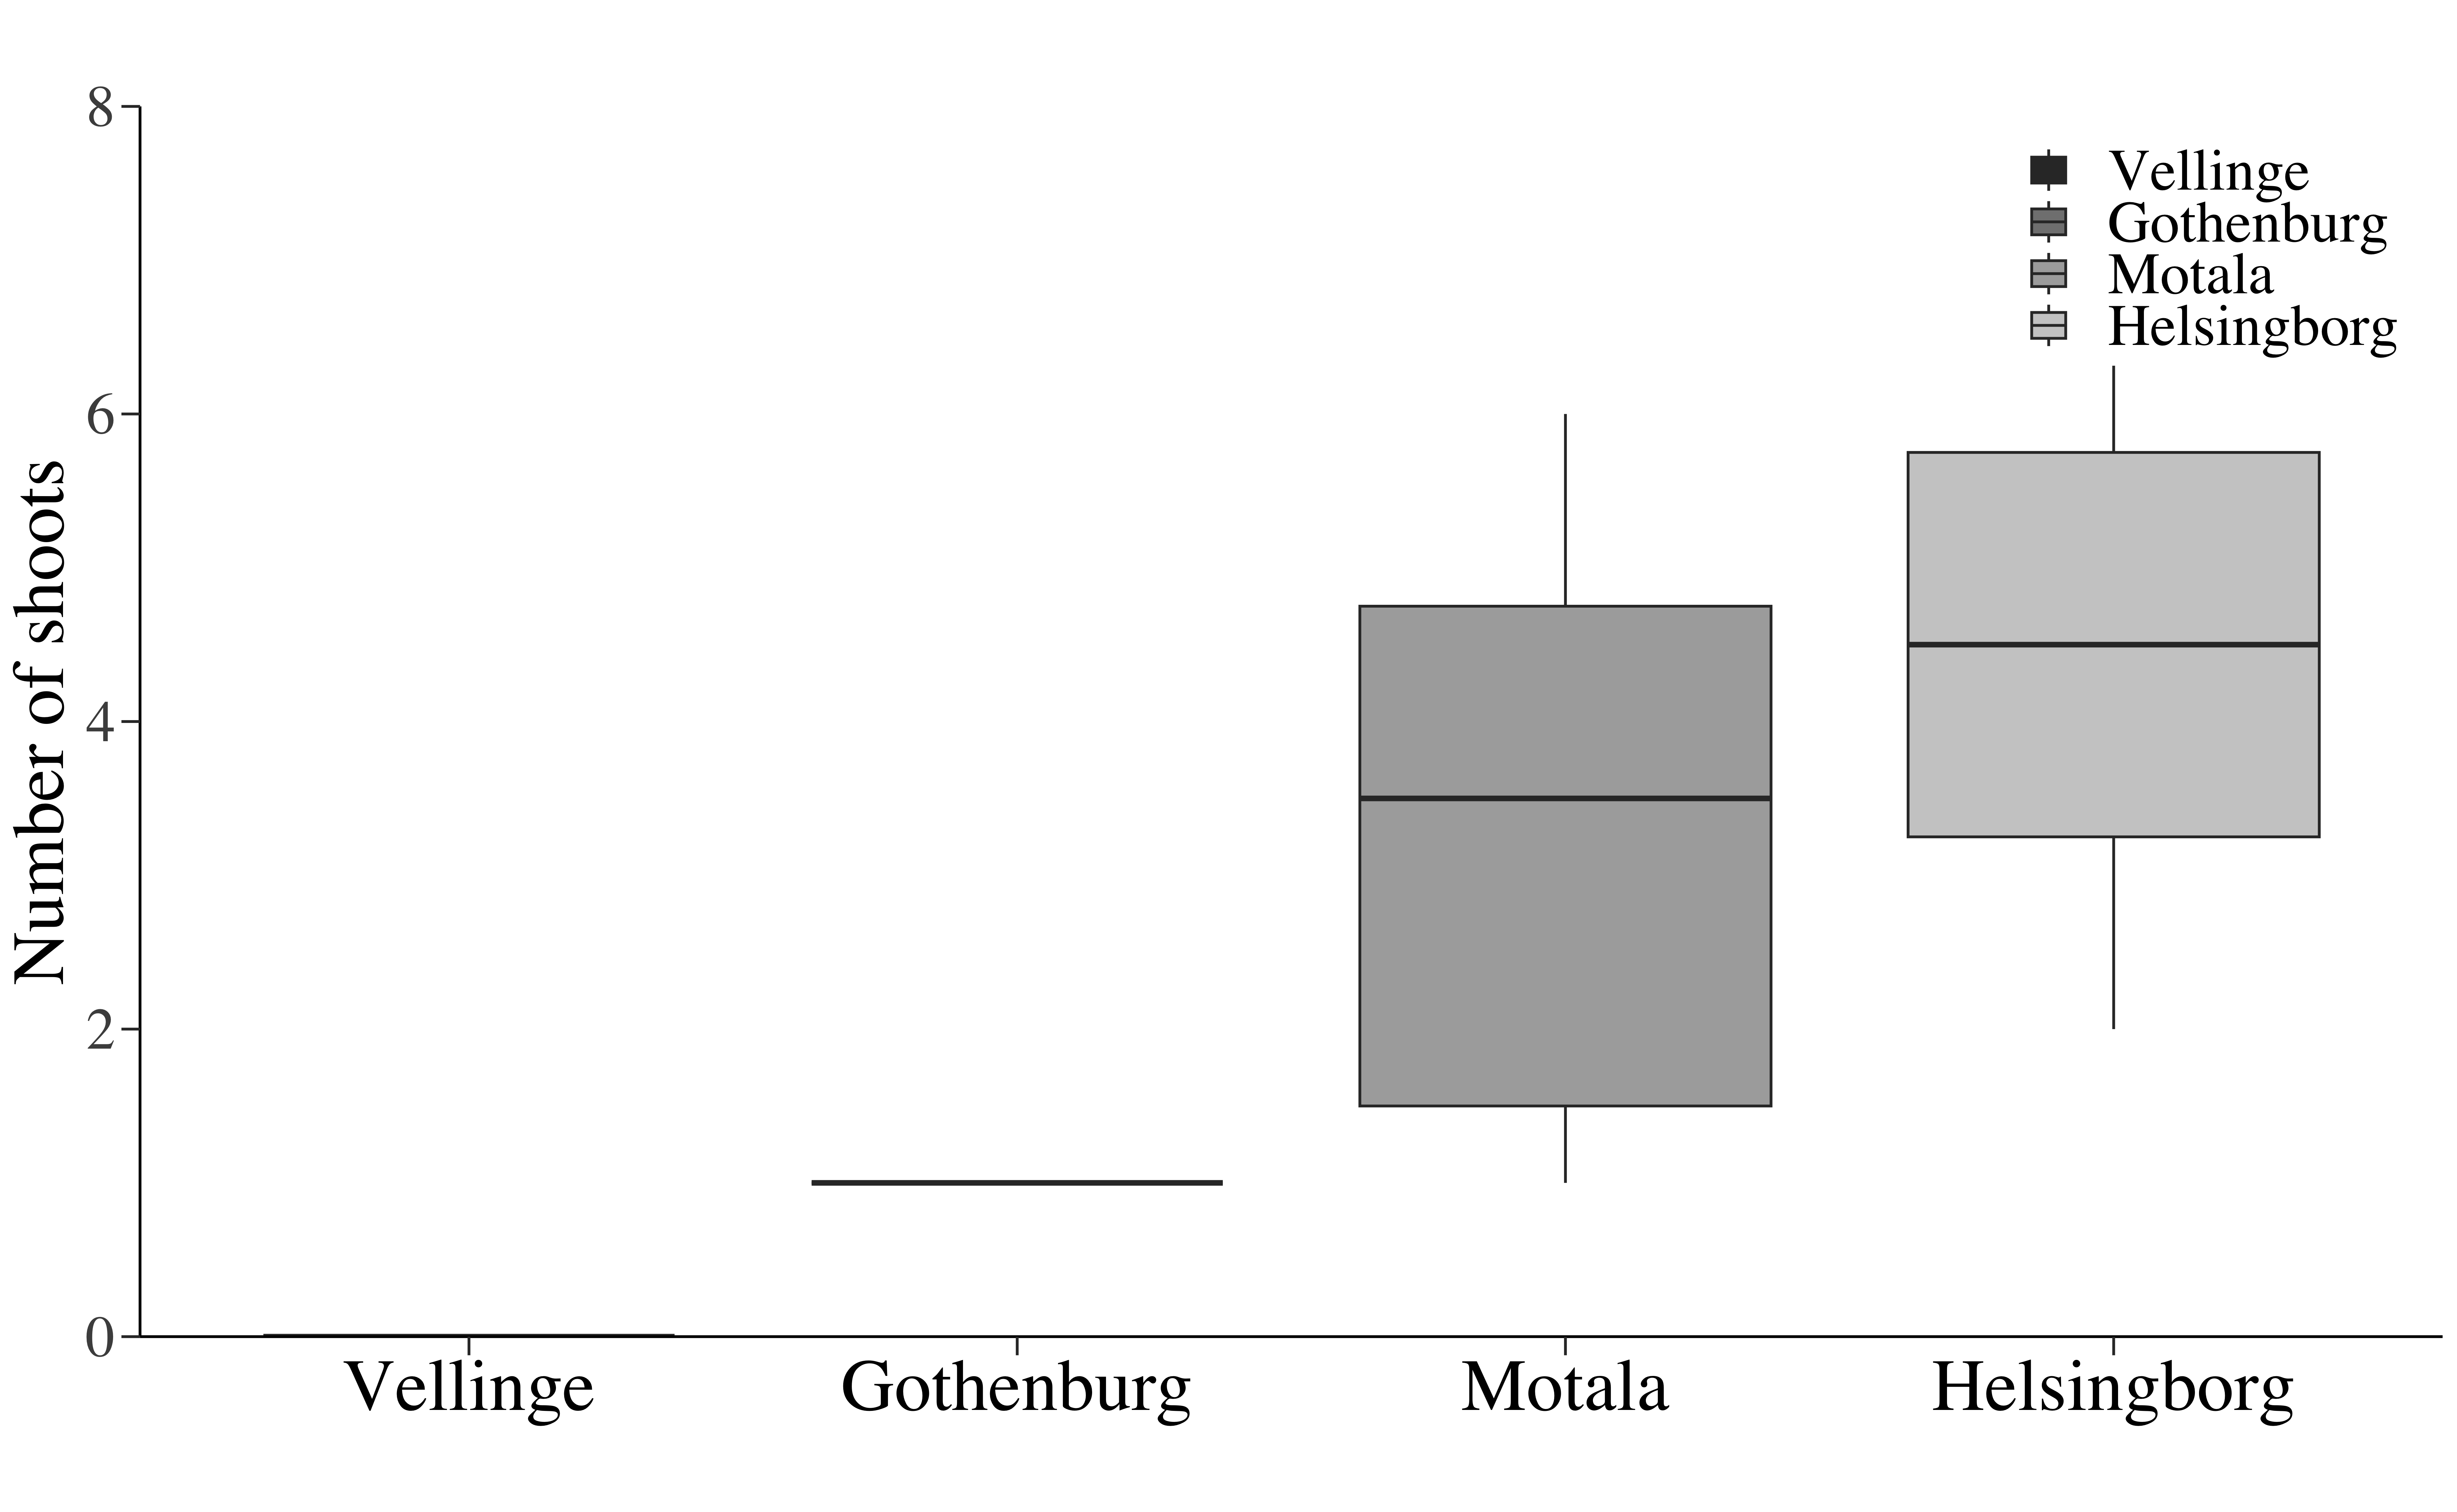 8
6
4
2
0
Number of shoots
Vellinge
Gothenburg
Motala
Helsingborg
Vellinge
Gothenburg
Motala
Helsingborg